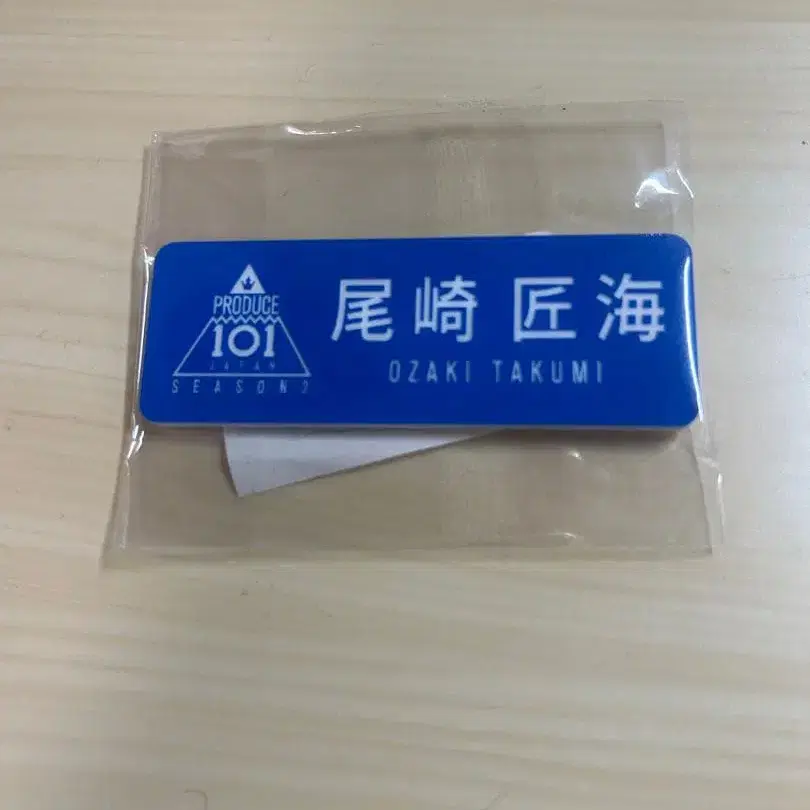 PRODUCE
101
JAPAN
SEASON2
尾崎 匠海
OZAKI TAKUMI